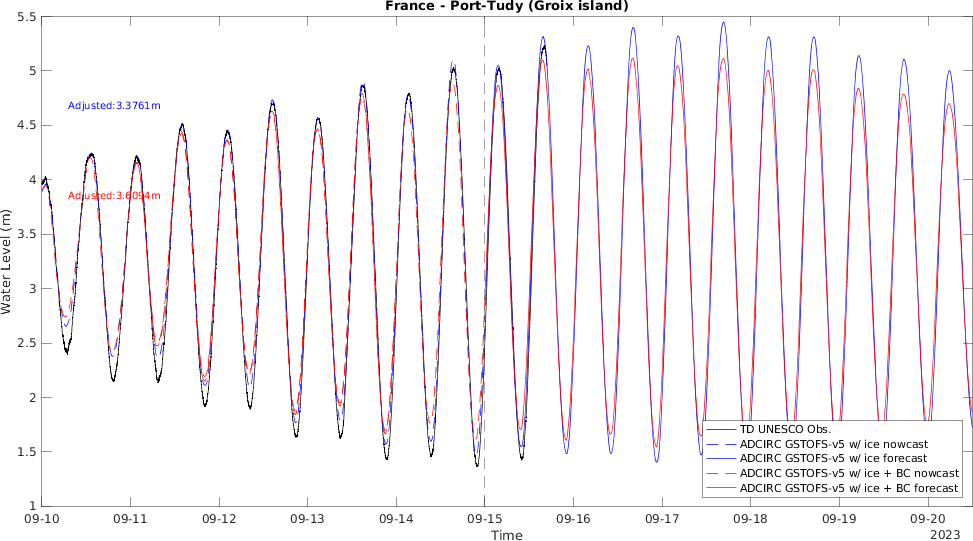 France - Port-Tudy (Groix island)
5.5
5
4.5
4
3.5
3
2.5
2
1.5
1
Water Level (m)
Adjusted:3.3761m
Adjusted:3.6094m
TD UNESCO Obs.
ADCIRC GSTOFS-v5 w/ ice nowcast
ADCIRC GSTOFS-v5 w/ ice forecast
ADCIRC GSTOFS-v5 w/ ice + BC nowcast
ADCIRC GSTOFS-v5 w/ ice + BC forecast
09-10 09-11 09-12 09-13 09-14 09-15 09-16 09-17 09-18 09-19 09-20
Time
2023